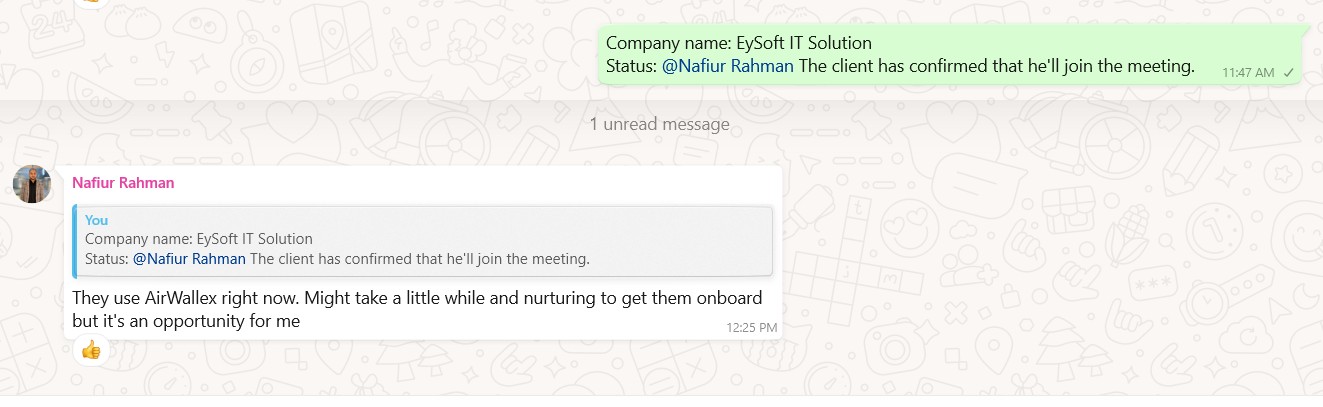 Company name: EySoft IT Solution
Status: @Nafiur Rahman The client has confirmed that he'll join the meeting.
11:47 AM
1 unread message
Nafiur Rahman
You
Company name: EySoft IT Solution
Status: @Nafiur Rahman The client has confirmed that he'll join the meeting.
They use AirWallex right now. Might take a little while and nurturing to get them onboard
but it's an opportunity for me
12:25 PM